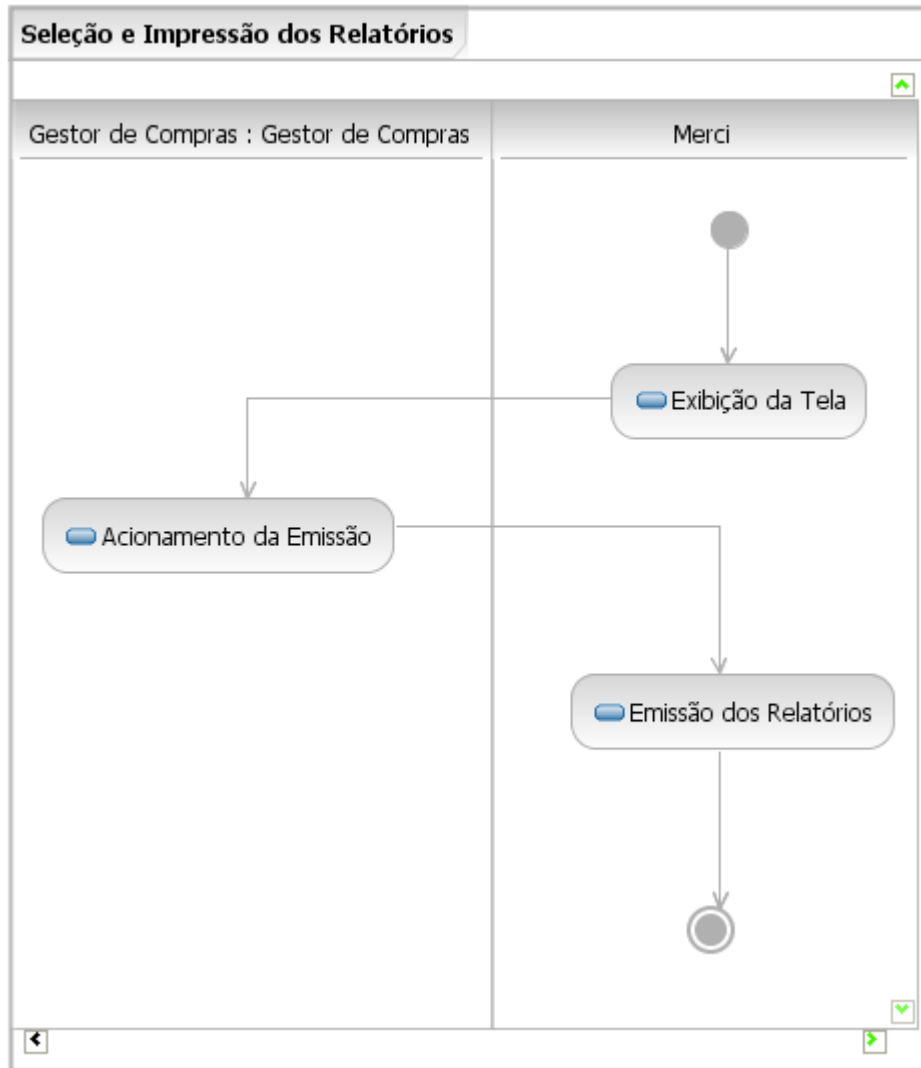 Seleção e Impressão dos Relatórios
Gestor de Compras : Gestor de Compras
Merci
Exibição da Tela
Acionamento da Emissão
Emissão dos Relatórios